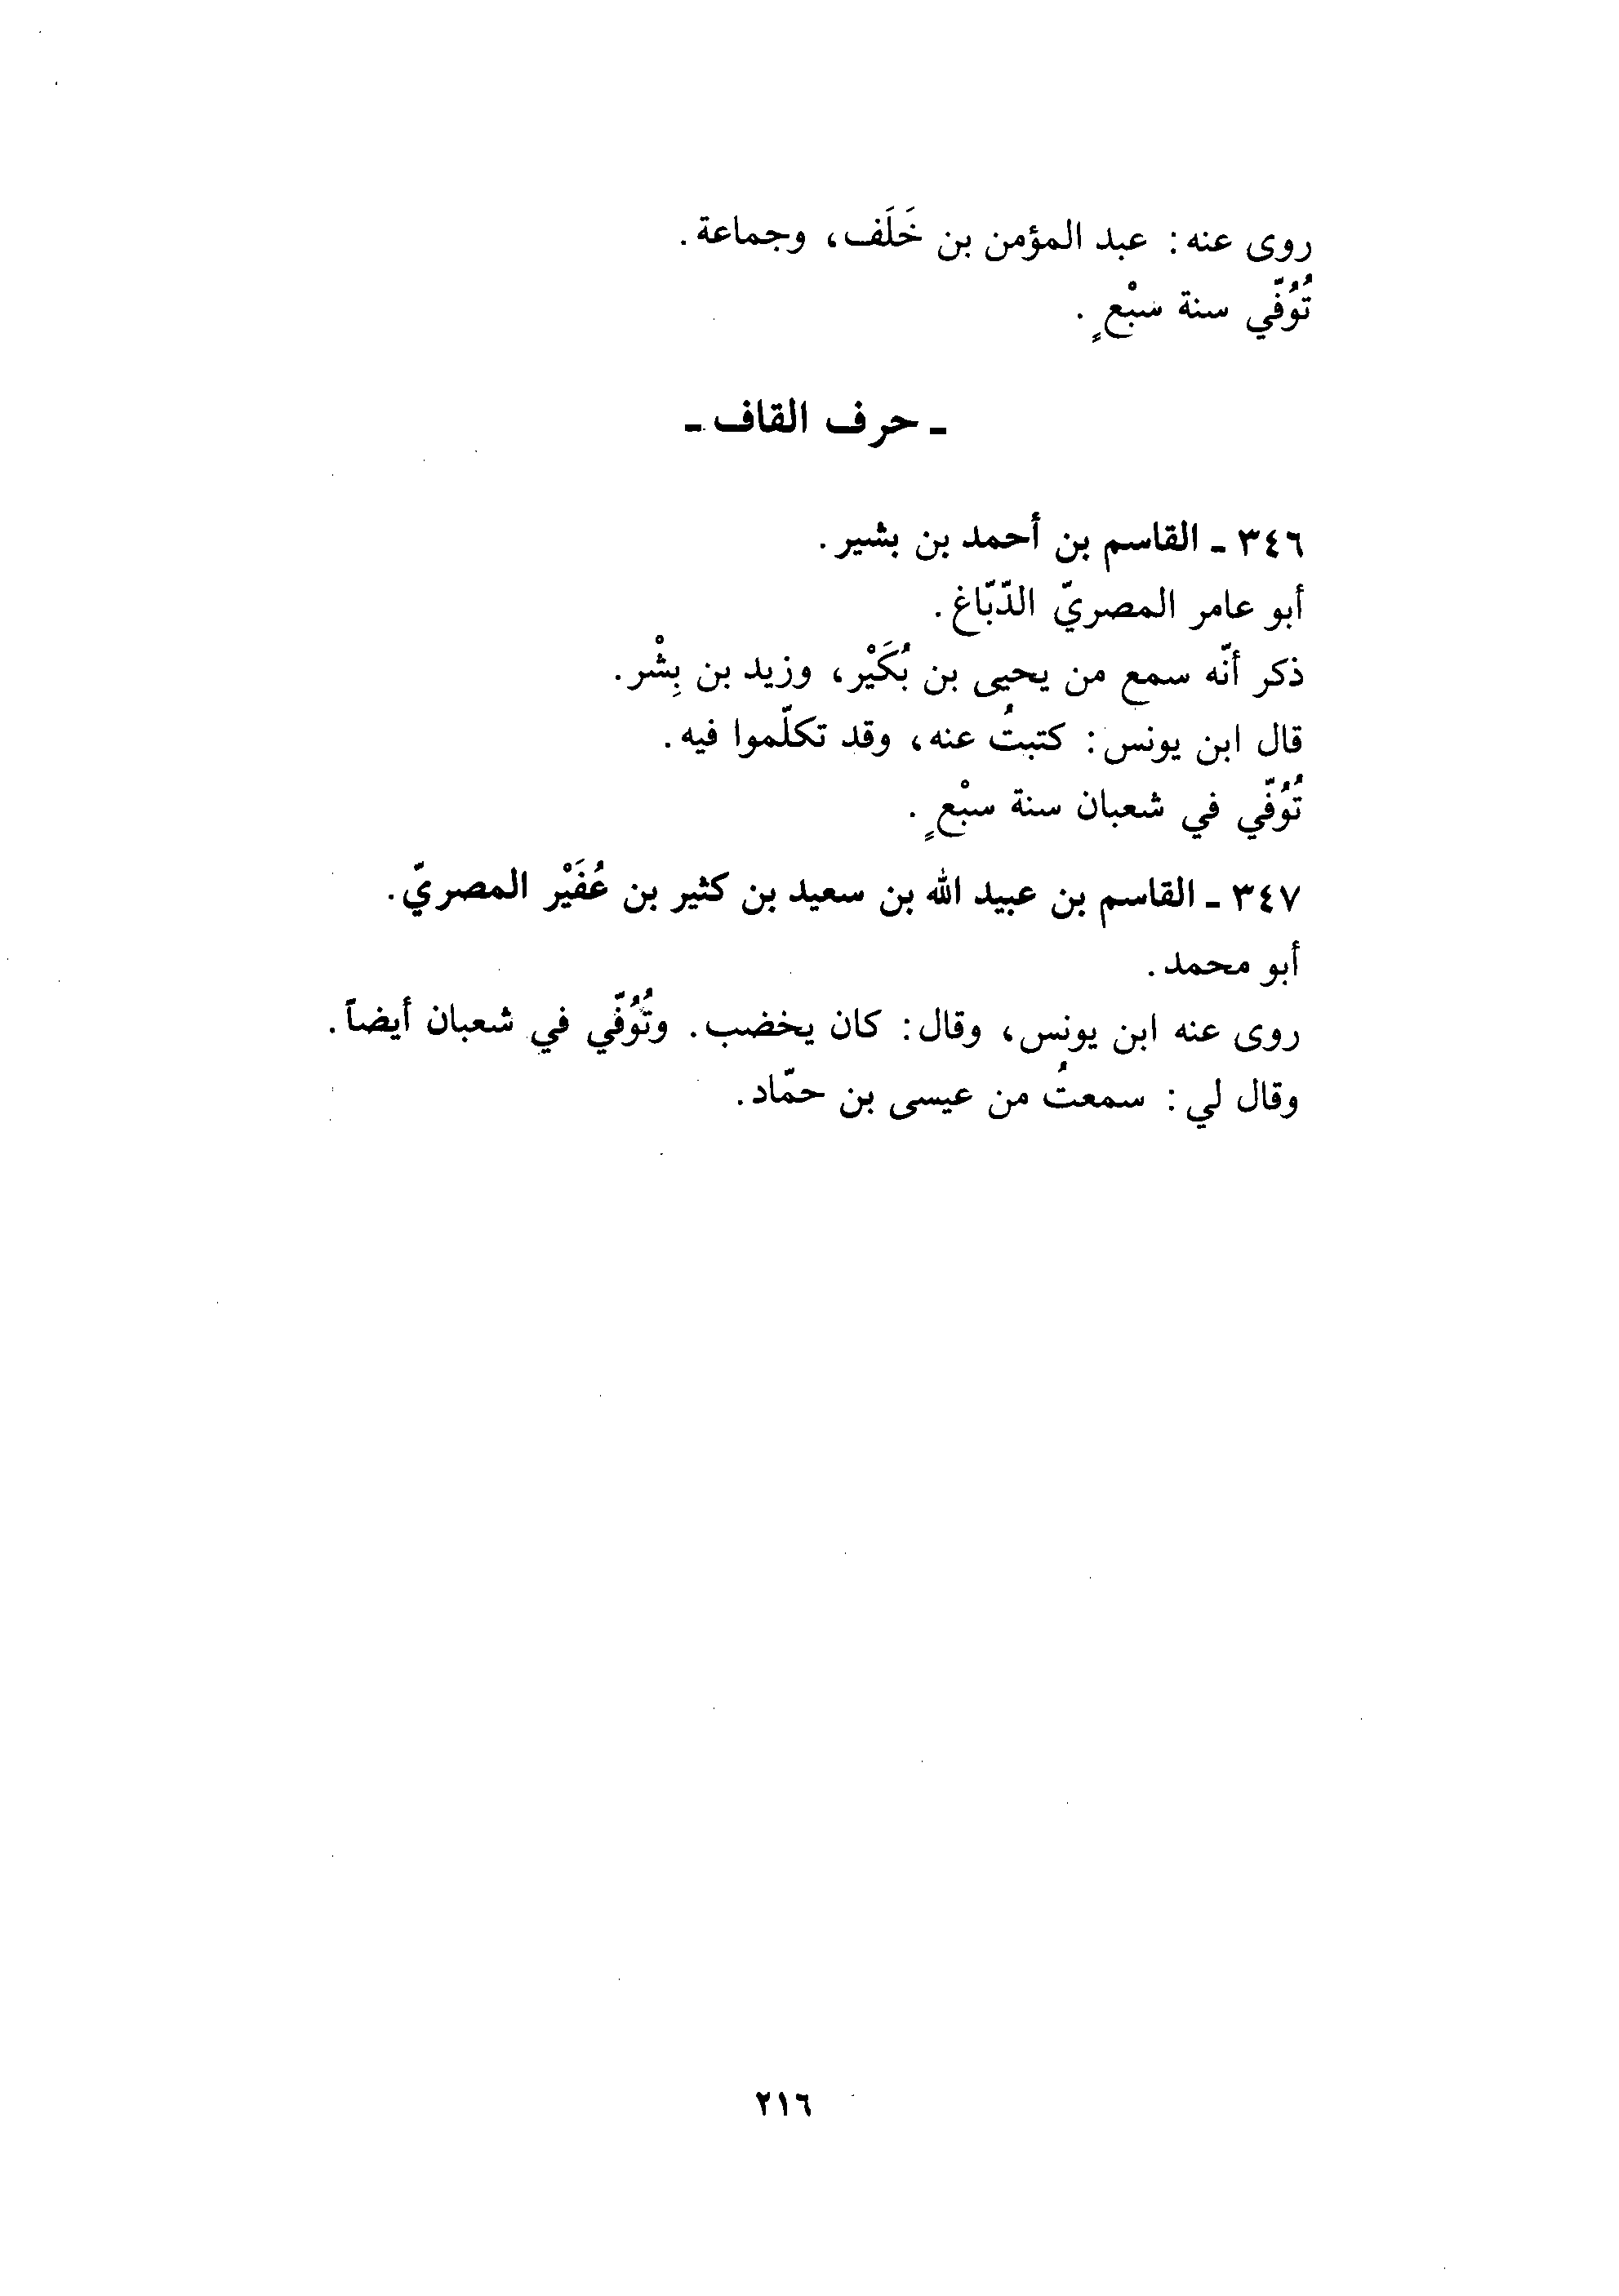 روى عنه: عبد المؤمن بن خَلَف، وجماعة.
تُوُفّي سنة سبْعٍ.
ـ حرف القاف ـ
٣٤٦ ـ القاسم بن أحمد بن بشير.
أبو عامر المصريّ الدّبّاغ.
ذكر أنّه سمع من يحيى بن بُكَيْر، وزيد بن بِشْر.
قال ابن يونس: كتبتُ عنه، وقد تكلّموا فيه.
تُوُفّي في شعبان سنة سبْعٍ.
٣٤٧ ـ القاسم بن عبيد الله بن سعيد بن كثير بن عُفَيْر المصريّ.
أبو محمد.
روى عنه ابن يونس، وقال: كان يخضب. وتُوُفّي في شعبان أيضاً.
وقال لي: سمعتُ من عيسى بن حمّاد.
٢١٦